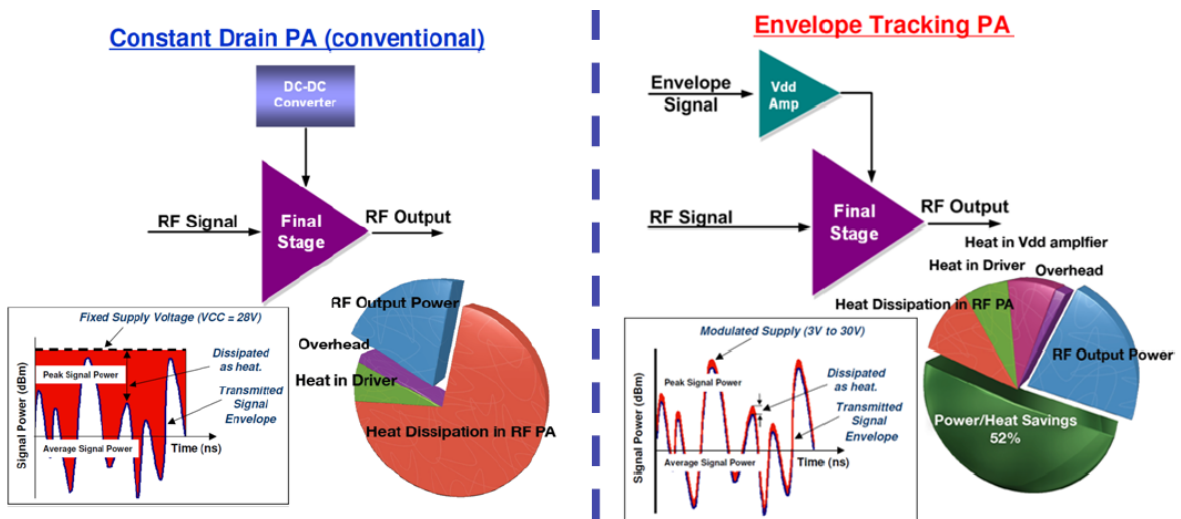 Constant Drain PA (conventional)
DC-DC
Converter
RF Signal
Final
Stage
RF Output
Fixed Supply Voltage (VCC = 28V)
Signal Power (dBm)
Peak Signal Power
Dissipated
as heat.
Transmitted
Signal
Envelope
Time (ns)
Average Signal Power
RF Output Power
Overhead
Heat in Driver
Heat Dissipation in RF PA
Envelope Tracking PA
Envelope
Signal
Vdd
Amp
RF Signal
Final
Stage
RF Output
Modulated Supply (3V to 30V)
Signal Power (dBm)
Peak Signal Power
Dissipated
as heat.
Transmitted
Signal
Envelope
Time (ns)
Average Signal Power
Heat in Vdd amplfier
Heat in Driver
Overhead
Heat Dissipation in RF PA
RF Output Power
Power/Heat Savings
52%